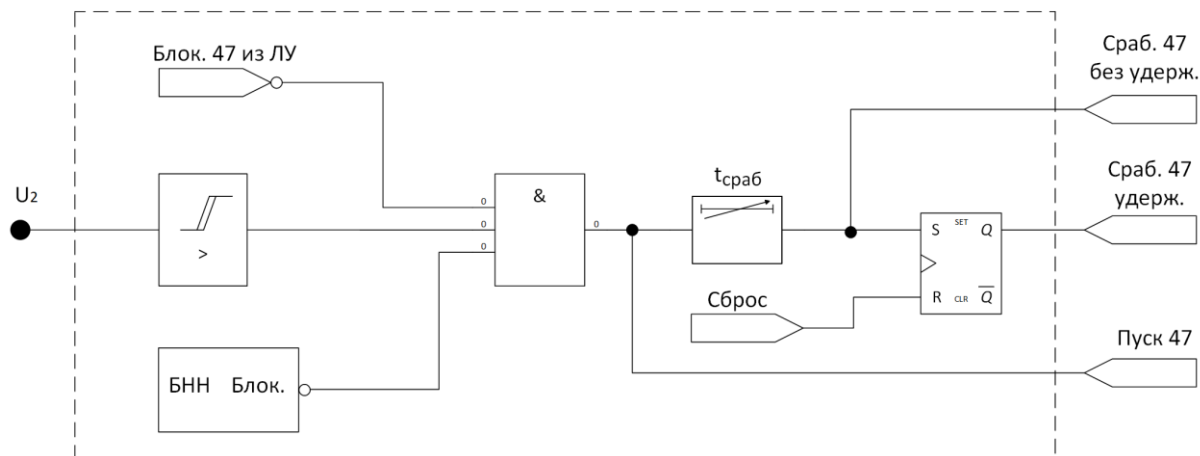 Блок. 47 из ЛУ
Сраб. 47
без удерж.
U2
>
0
0
0
&
0
tсраб
Сраб. 47
удерж.
S SET Q
R CLR Q
Сброс
БНН Блок.
Пуск 47